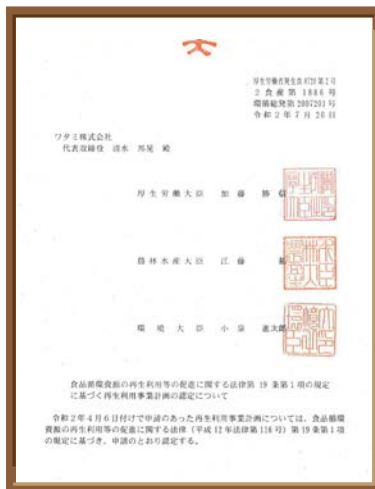 厚生労働省発生食0720第2号
2食産第1886号
環循総発第2007201号
令和2年7月20日
ワタミ株式会社
代表取締役 清水 邦晃 殿
厚生労働大臣 加藤 勝信
農林水産大臣 江藤
環境大臣 小泉 進次郎
食品循環資源の再生利用等の促進に関する法律第19条第1項の規定
に基づく再生利用事業計画の認定について
令和2年4月6日付けで申請のあった再生利用事業計画については、食品循環
資源の再生利用等の促進に関する法律(平成12年法律第116号)第19条第1項
の規定に基づき、申請のとおり認定する。